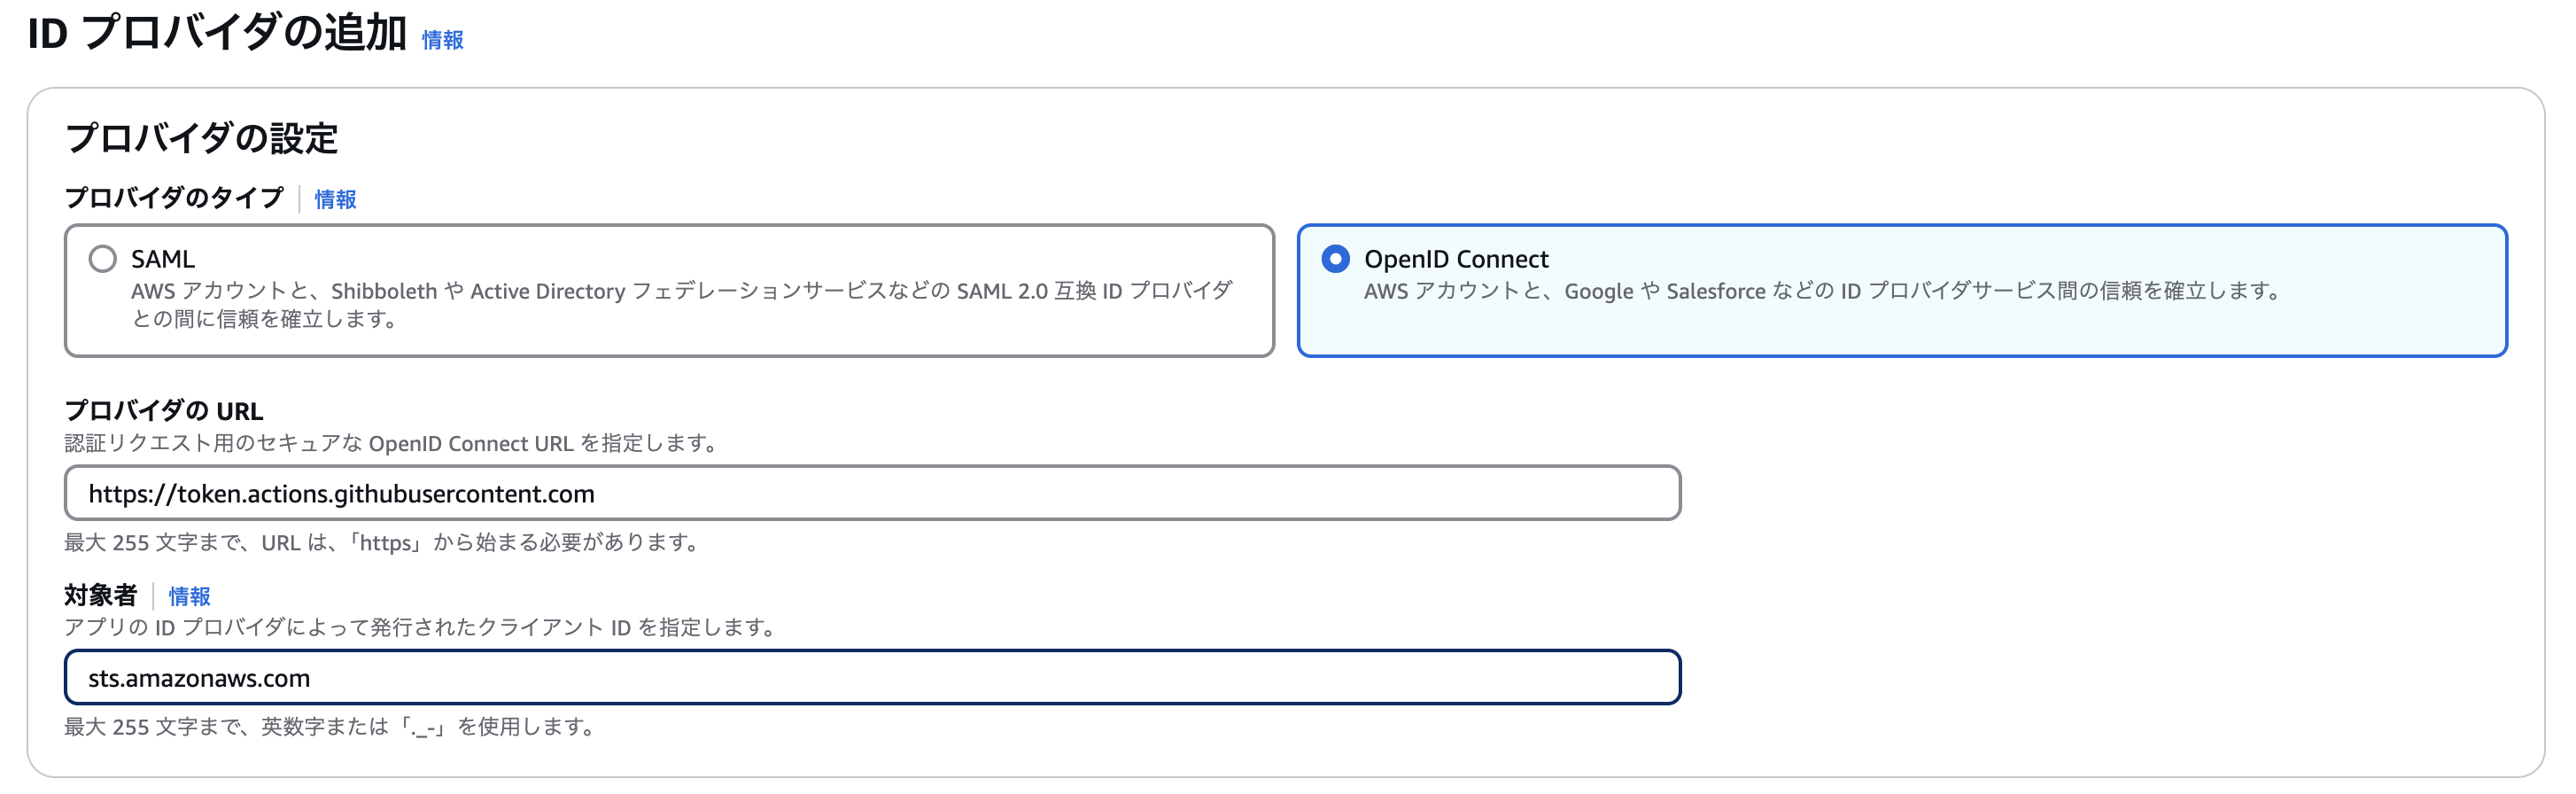 ID プロバイダの追加 情報
プロバイダの設定
プロバイダのタイプ 情報
SAML
AWS アカウントと、Shibboleth や Active Directory フェデレーションサービスなどの SAML 2.0 互換 ID プロバイダ
との間に信頼を確立します。
OpenID Connect
AWS アカウントと、Google や Salesforce などの ID プロバイダサービス間の信頼を確立します。
プロバイダの URL
認証リクエスト用のセキュアな OpenID Connect URL を指定します。
https://token.actions.githubusercontent.com
最大 255 文字まで、URL は、「https」から始まる必要があります。
対象者 情報
アプリの ID プロバイダによって発行されたクライアント ID を指定します。
sts.amazonaws.com
最大 255 文字まで、英数字または「._-」を使用します。